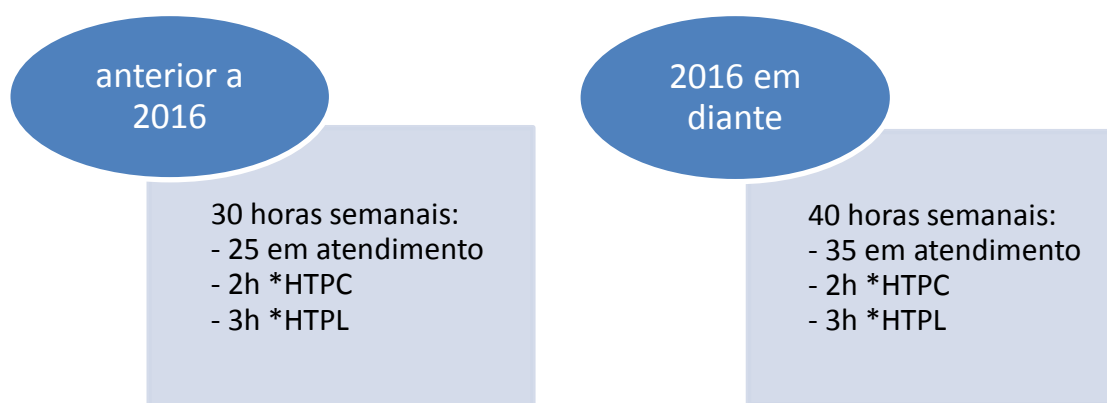 anterior a
2016
30 horas semanais:
- 25 em atendimento
- 2h *HTPC
- 3h *HTPL
2016 em
diante
40 horas semanais:
- 35 em atendimento
- 2h *HTPC
- 3h *HTPL